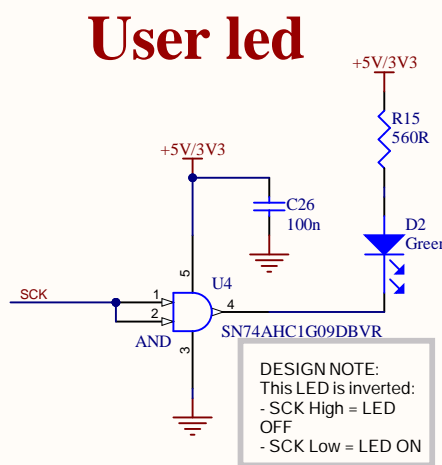 User led
+5V/3V3
R15
560R
+5V/3V3
C26
100n
D2
Green
5
U4
SCK
1
2
4
AND
SN74AHC1G09DBVR
3
DESIGN NOTE:
This LED is inverted:
- SCK High = LED
OFF
- SCK Low = LED ON